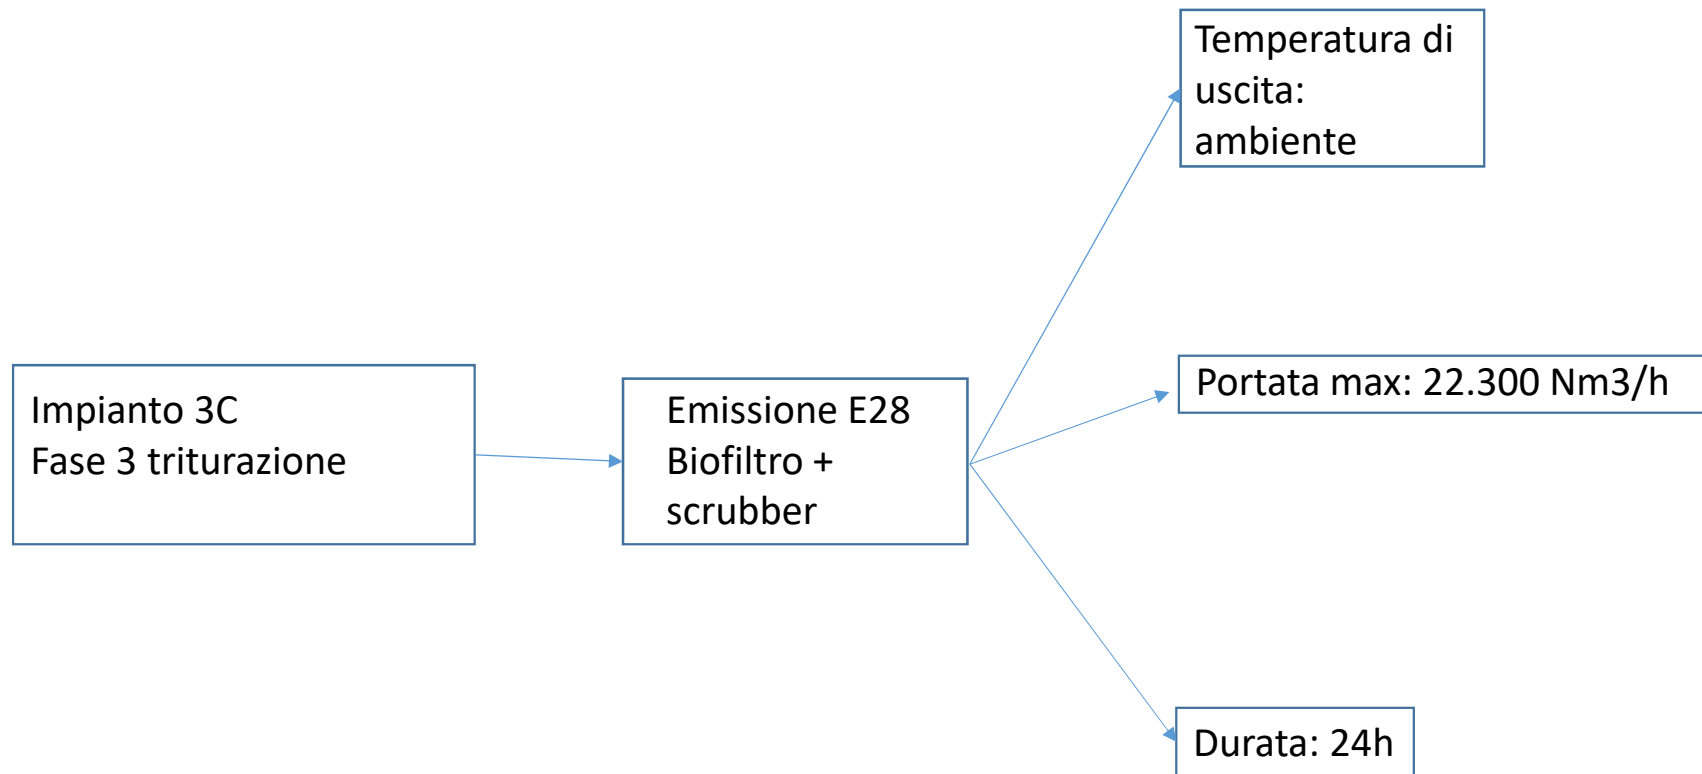 Temperatura di
uscita:
ambiente
Impianto 3C
Fase 3 triturazione
Emissione E28
Biofiltro +
scrubber
Portata max: 22.300 Nm3/h
Durata: 24h